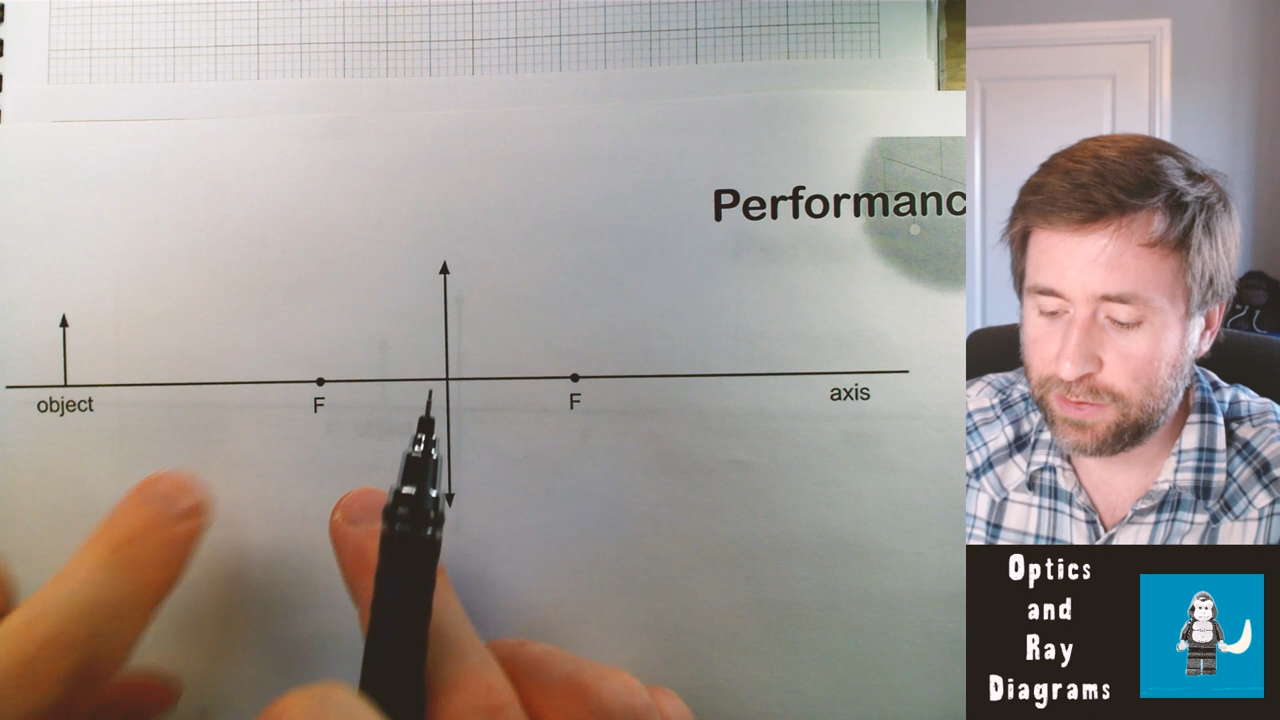 Performanc
object
F
F
axis
Optics
and
Ray
Diagrams